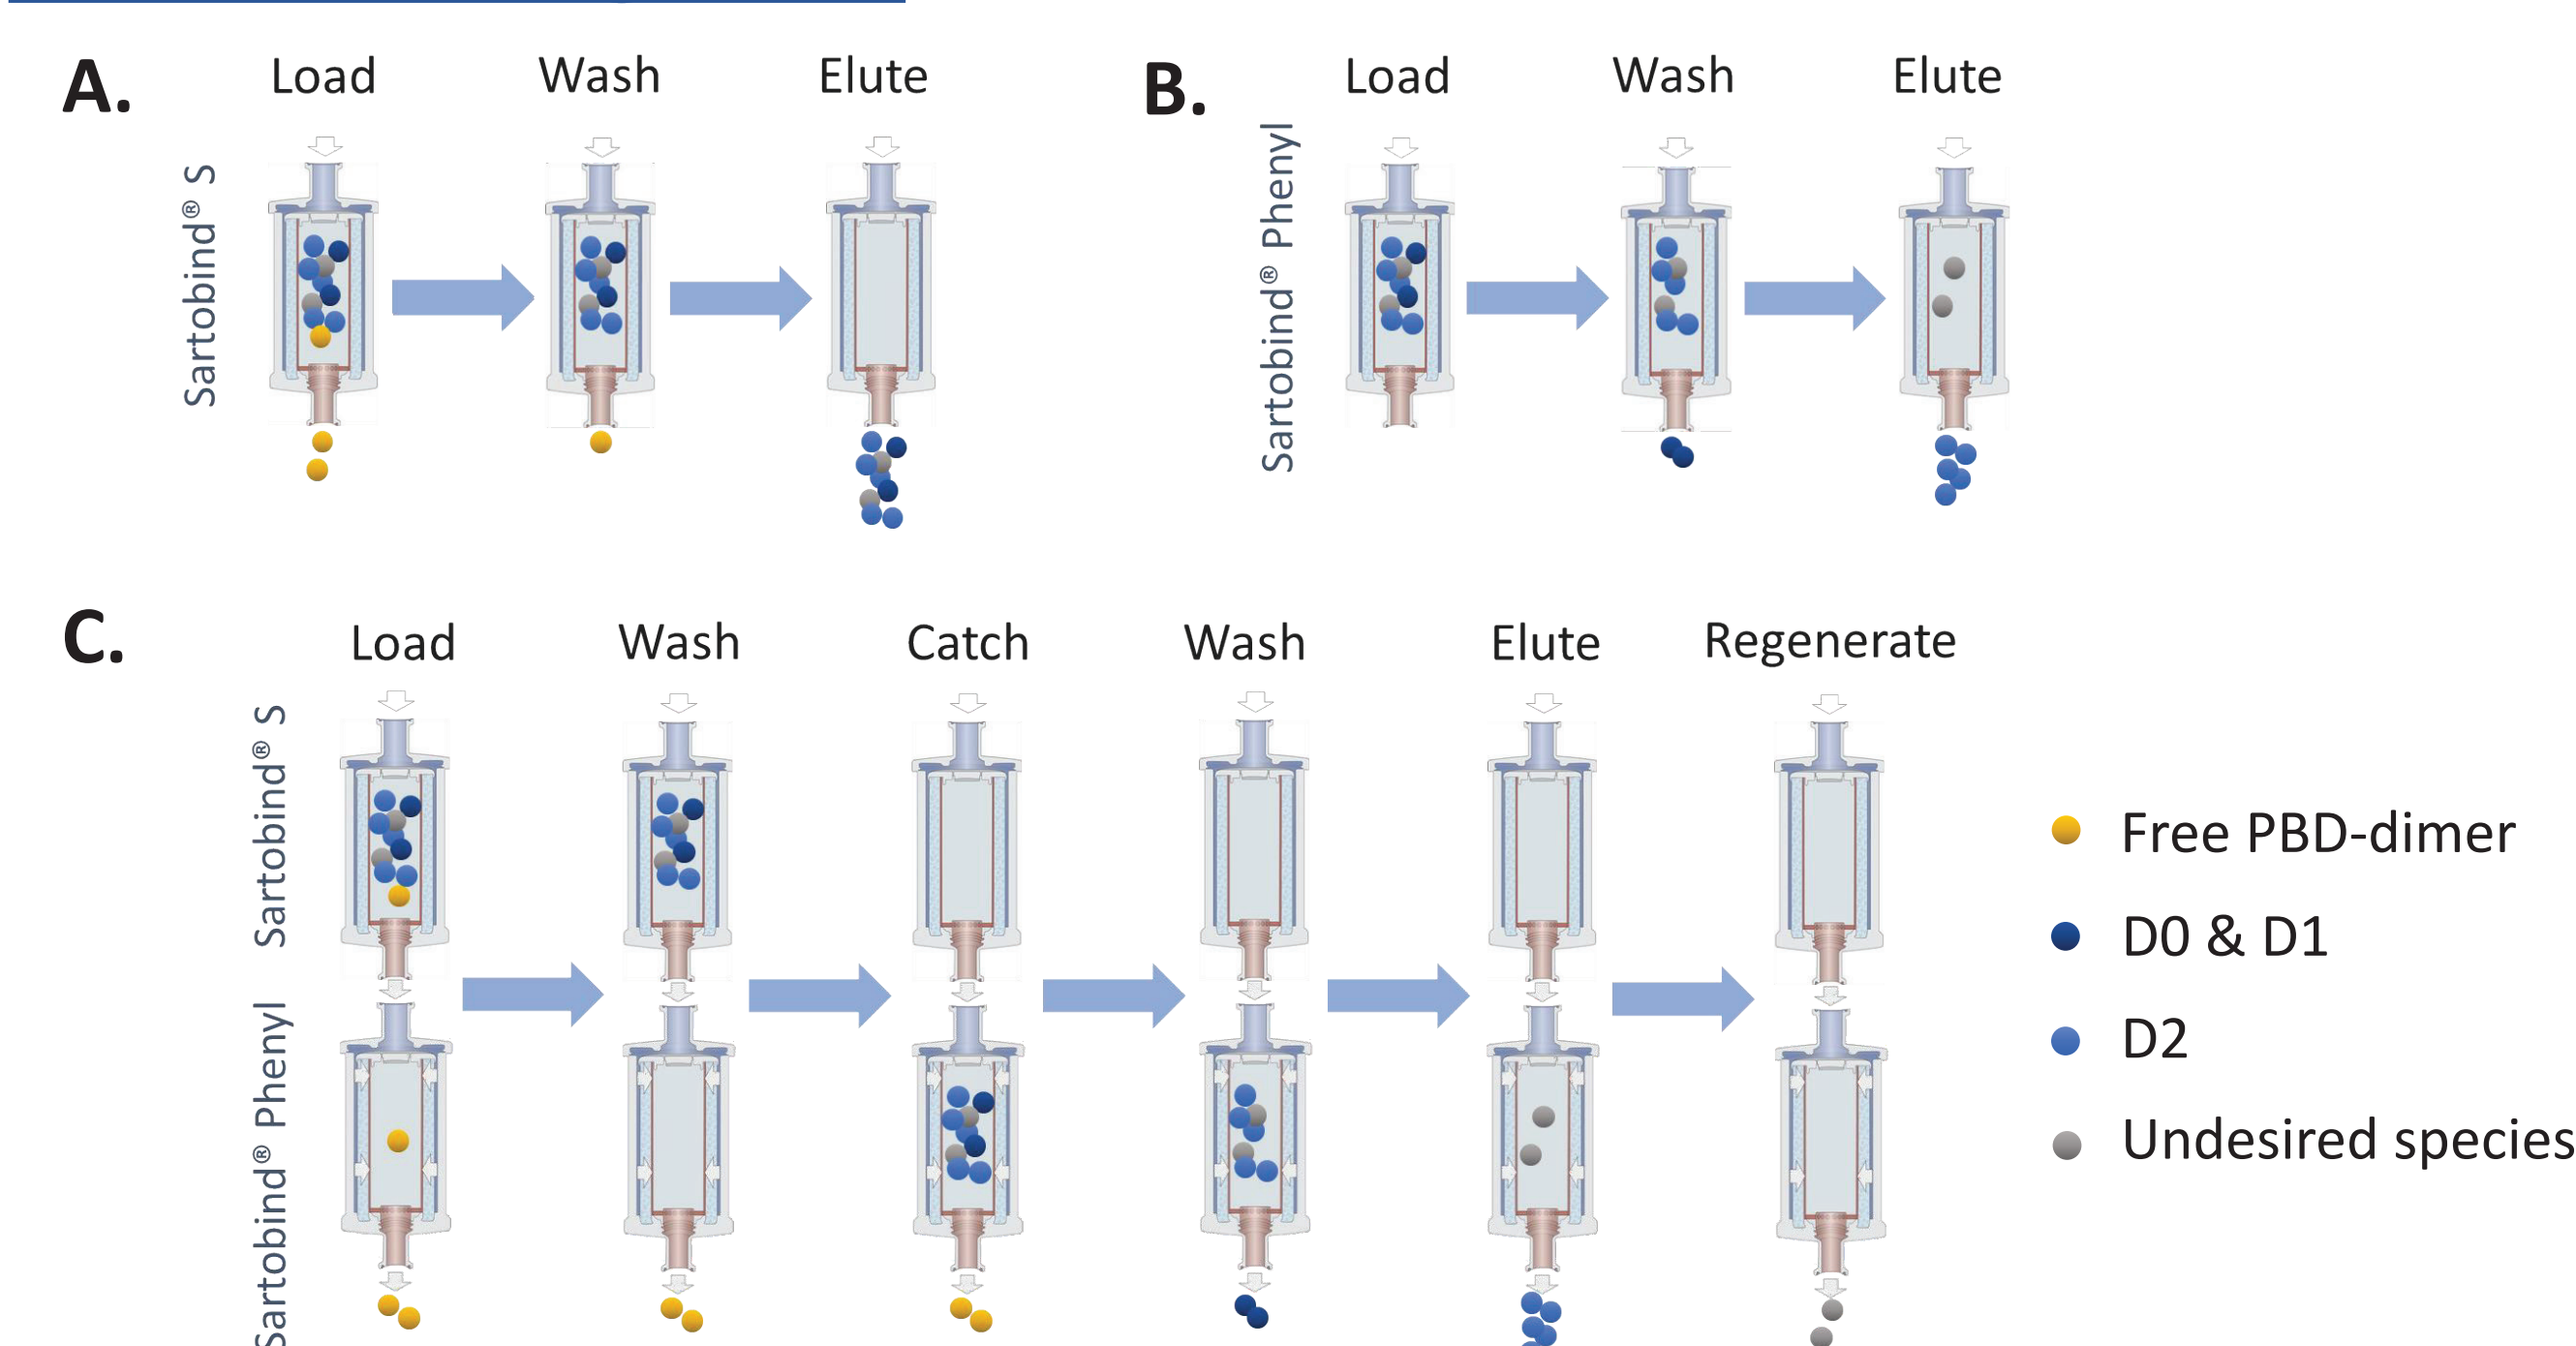 A.
Load
Wash
Elute
Sartobind® S
B.
Load
Wash
Elute
Sartobind® Phenyl
C.
Load
Wash
Catch
Wash
Elute
Regenerate
Sartobind® S
Sartobind® Phenyl
Free PBD-dimer
D0 & D1
D2
Undesired species